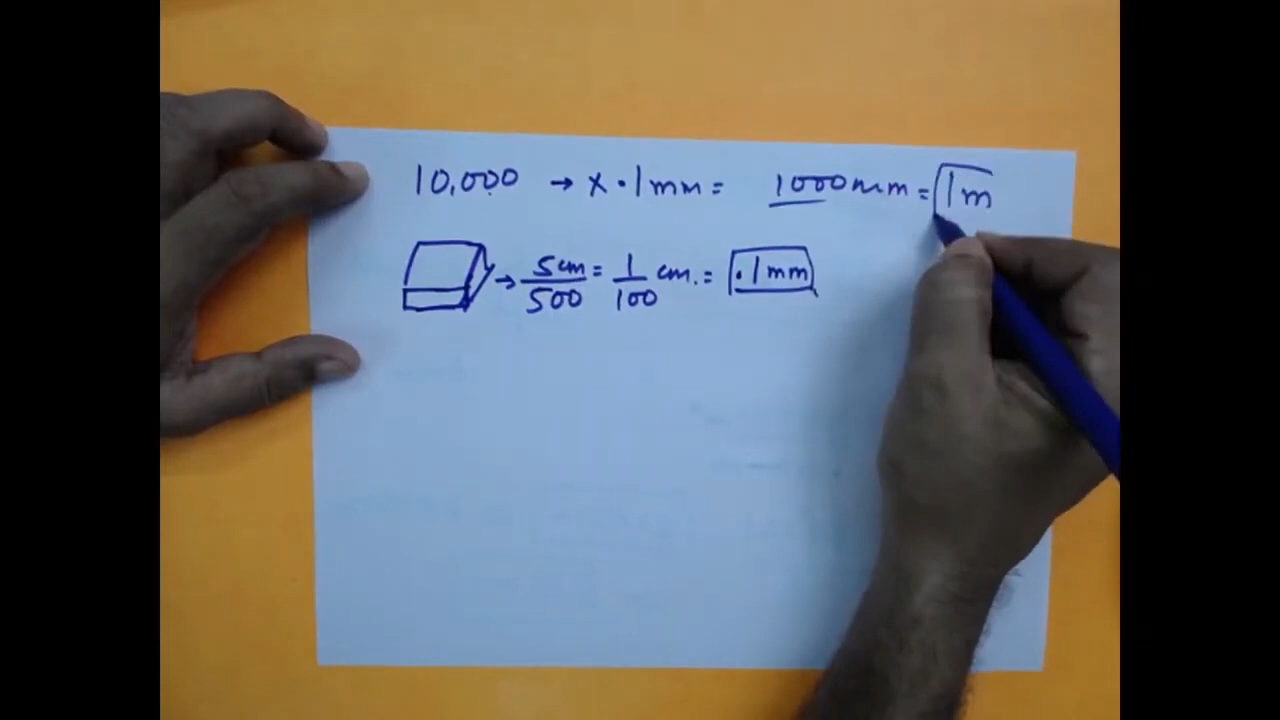 10,000 → x .1mm = 1000mm = 1m
→ 5cm/500 = 1/100 cm. = .1mm